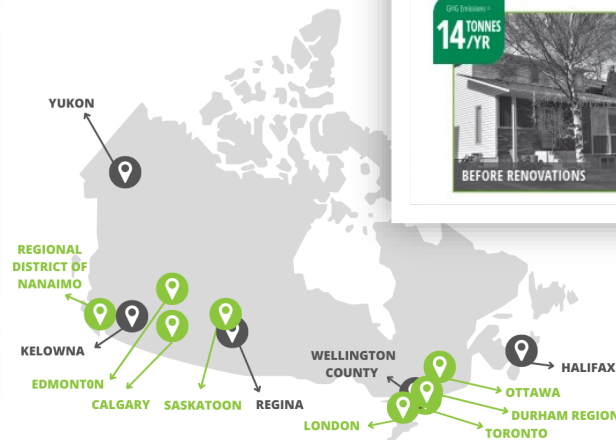 GHG Emissions =
14 TONNES
/YR
BEFORE RENOVATIONS
YUKON
REGIONAL
DISTRICT OF
NANAIMO
KELOWNA
EDMONT0N
CALGARY
SASKATOON
REGINA
WELLINGTON
COUNTY
HALIFAX
OTTAWA
DURHAM REGION
LONDON
TORONTO